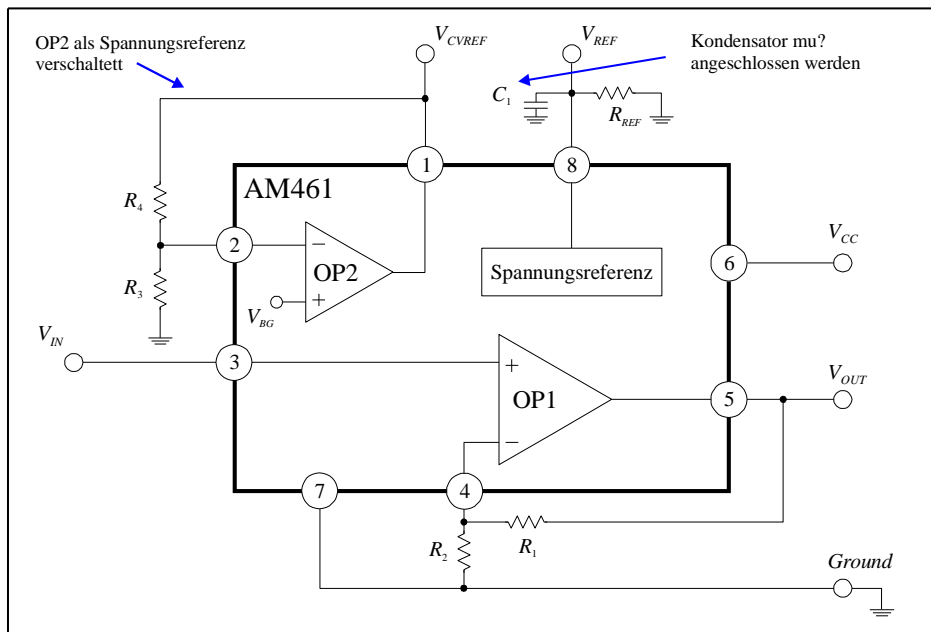 OP2 als Spannungsreferenz
verschaltett
V_CVREF
V_REF
Kondensator mu?
angeschlossen werden
C_1
R_REF
1
8
AM461
R_4
2
OP2
Spannungsreferenz
6
V_CC
R_3
V_BG
V_IN
3
OP1
5
V_OUT
7
4
R_2
R_1
Ground